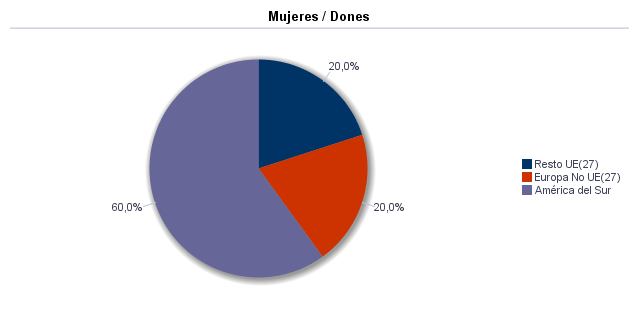 Mujeres / Dones
20,0%
60,0%
20,0%
Resto UE(27)
Europa No UE(27)
América del Sur